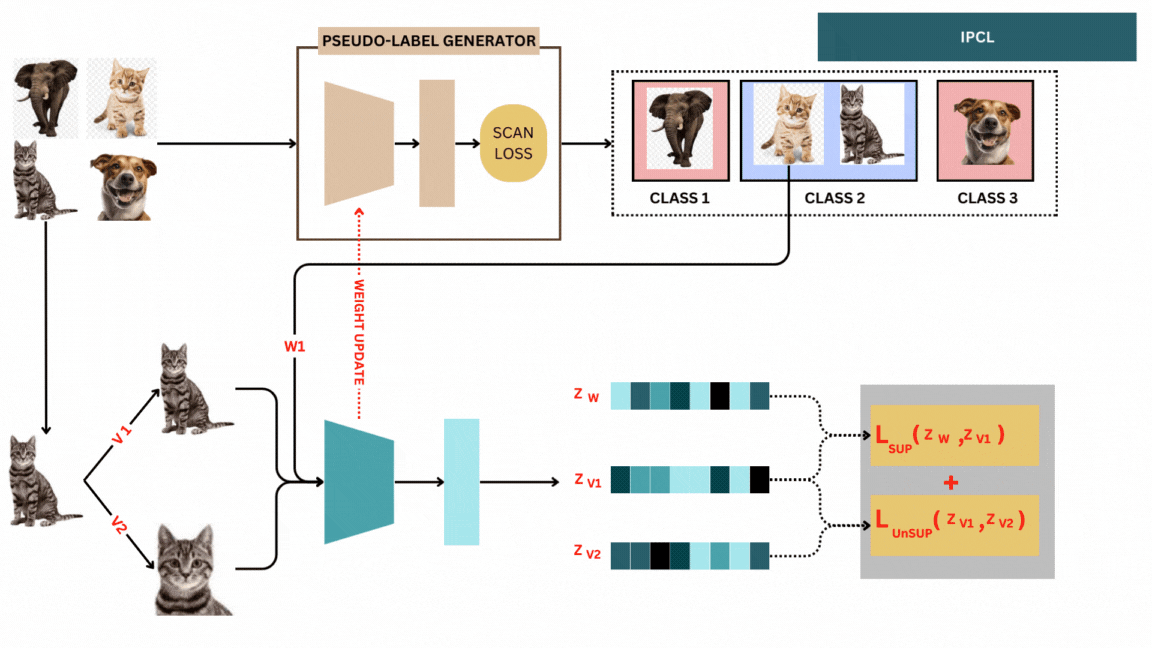 PSEUDO-LABEL GENERATOR
IPCL
SCAN
LOSS
CLASS 1
CLASS 2
CLASS 3
WEIGHT UPDATE
W1
V1
V2
Z W
Z V1
Z V2
L SUP ( Z W , Z V1 )
+
L UnSUP ( Z V1 , Z V2 )